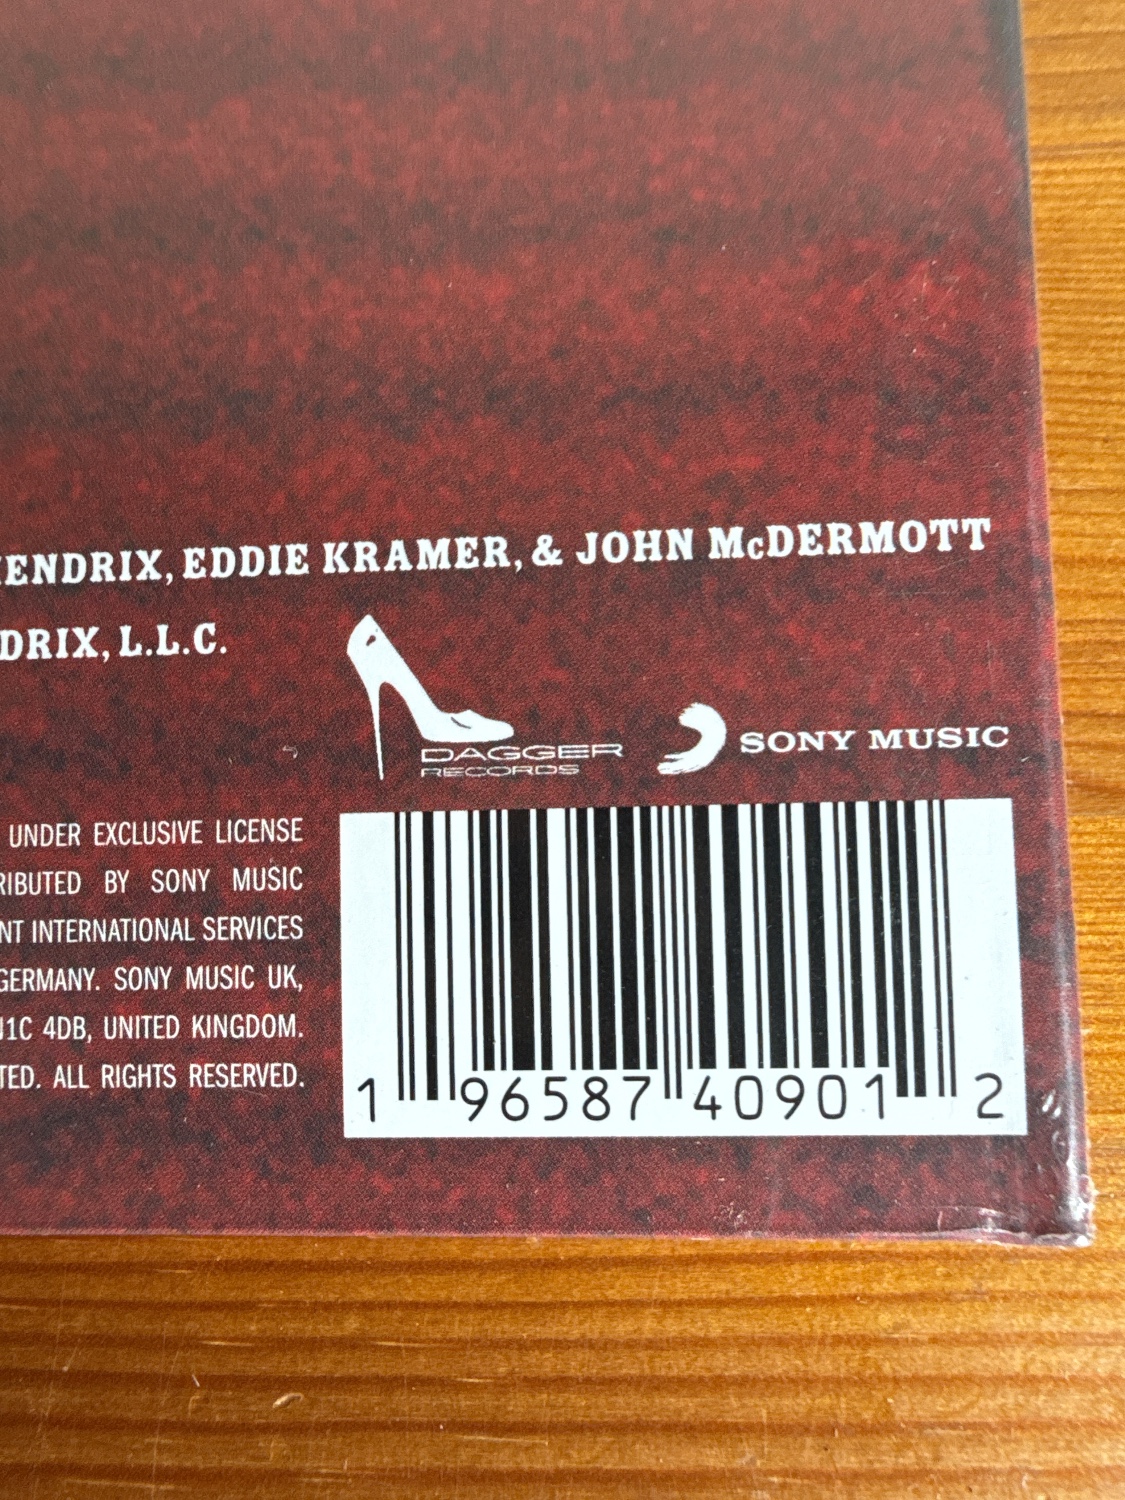 HENDRIX, EDDIE KRAMER, & JOHN McDERMOTT
DRIX, L.L.C.
DAGGER
RECORDS
SONY MUSIC
UNDER EXCLUSIVE LICENSE
RIBUTED BY SONY MUSIC
NT INTERNATIONAL SERVICES
GERMANY. SONY MUSIC UK,
1C 4DB, UNITED KINGDOM.
TED. ALL RIGHTS RESERVED.
1 96587 40901 2